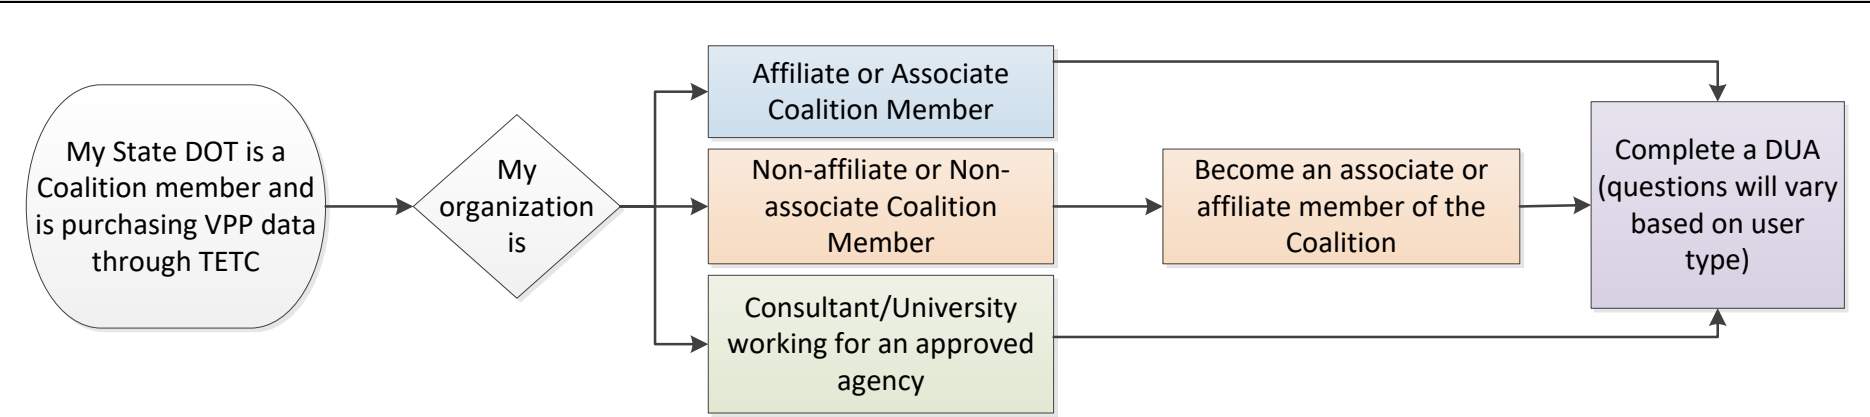 My State DOT is a
Coalition member and
is purchasing VPP data
through TETC
My
organization
is
Affiliate or Associate
Coalition Member
Non-affiliate or Non-
associate Coalition
Member
Consultant/University
working for an approved
agency
Become an associate or
affiliate member of the
Coalition
Complete a DUA
(questions will vary
based on user
type)